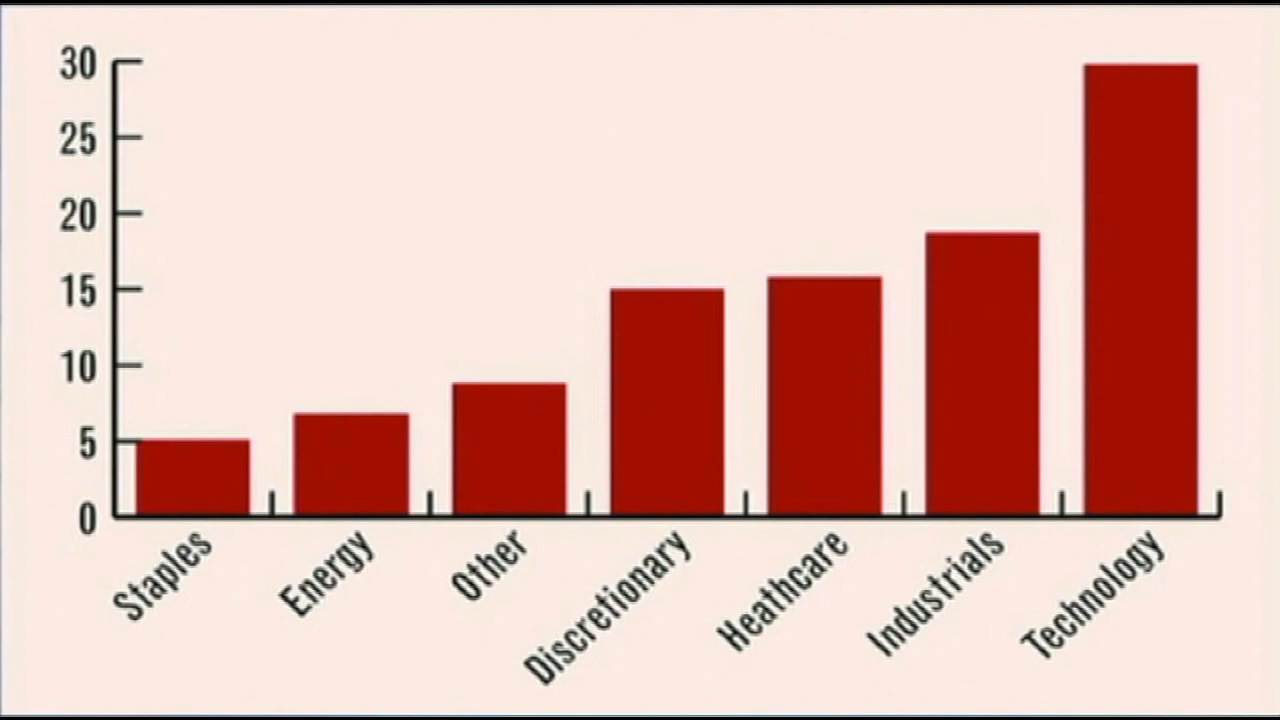 30
25
20
15
10
5
0
Staples
Energy
Other
Discretionary
Heathcare
Industrials
Technology